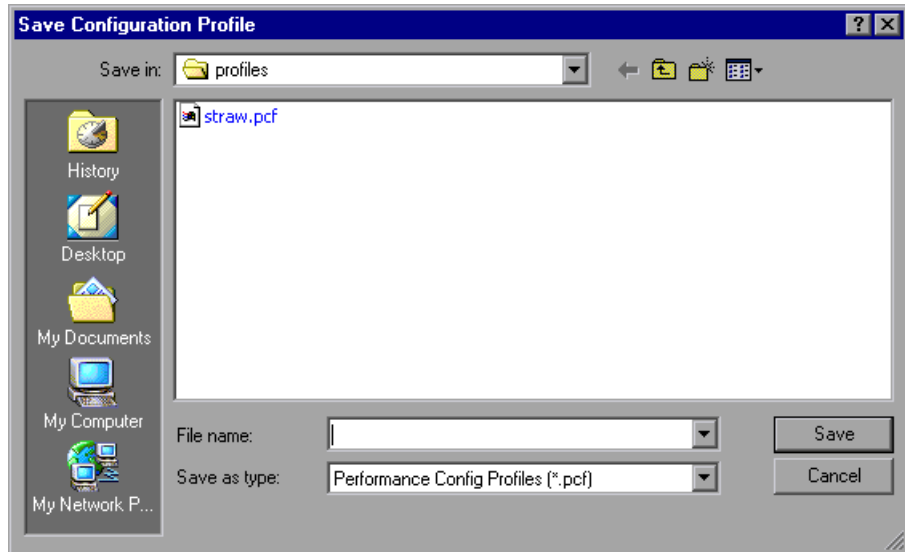 Save Configuration Profile
Save in: profiles
straw.pcf
History
Desktop
My Documents
My Computer
My Network P...
File name: Save
Save as type: Performance Config Profiles (*.pcf) Cancel